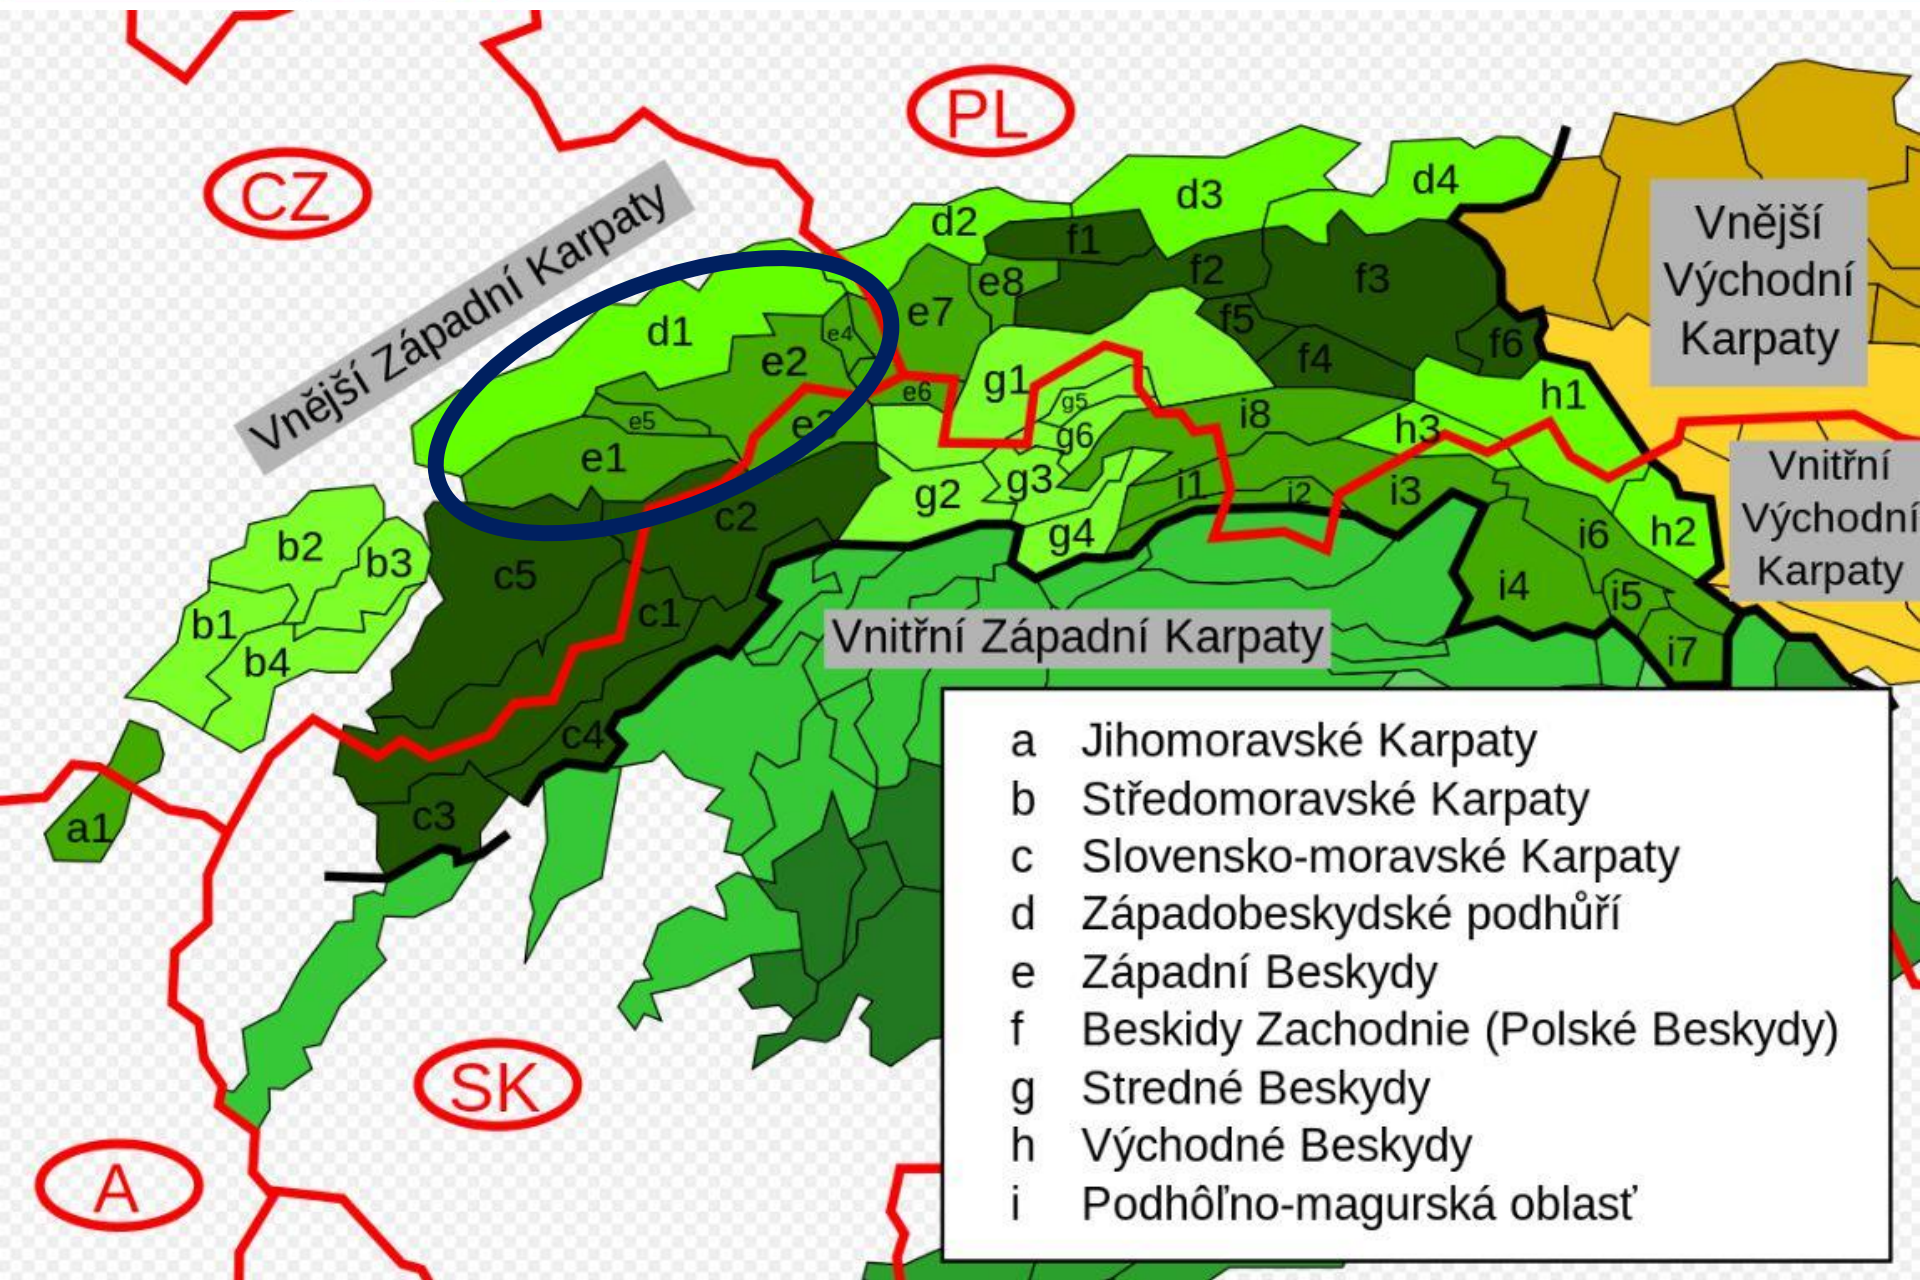 PL
CZ
Vnější Západní Karpaty
d4
d3
d2
f1
e8
f2
f3
e7
d1
e4
e2
f5
f4
f6
Vnější
Východní
Karpaty
g1
e6
g5
h1
i8
h3
g6
e5
e3
e1
Vnitřní
Východní
Karpaty
g3
g2
i1
i2
i3
c2
g4
i6
h2
b2
b3
c5
i4
i5
b1
c1
b4
Vnitřní Západní Karpaty
i7
c4
c3
a1
a Jihomoravské Karpaty
b Středomoravské Karpaty
c Slovensko-moravské Karpaty
d Západobeskydské podhůří
e Západní Beskydy
f Beskidy Zachodnie (Polské Beskydy)
g Stredné Beskydy
h Východné Beskydy
i Podhôľno-magurská oblasť
SK
A